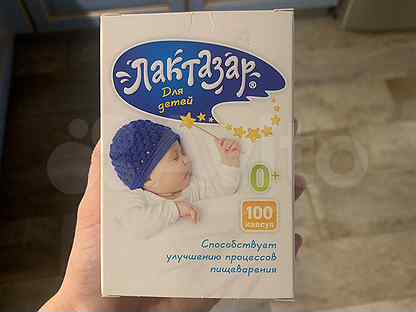 Лактазар®
Для
детей
0+
100
капсул
Способствует
улучшению процессов
пищеварения